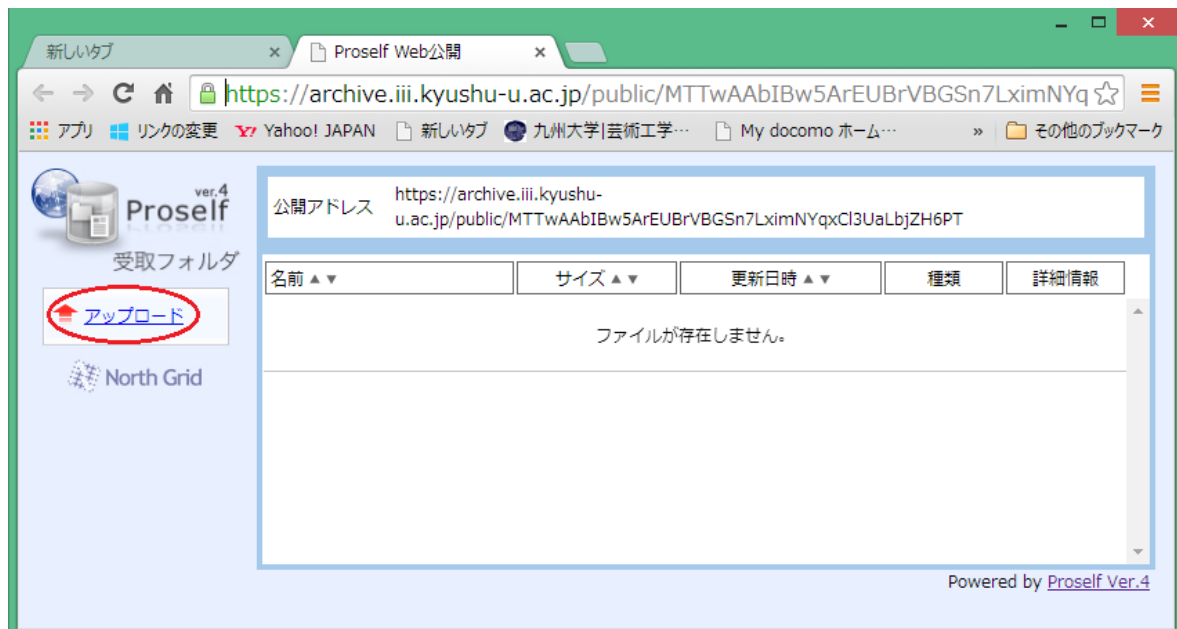 新しいタブ
Proself Web公開
https://archive.iii.kyushu-u.ac.jp/public/MTTwAAbIBw5ArEUBrVBGSn7LximNYq
アプリ リンクの変更 Yahoo! JAPAN 新しいタブ 九州大学|芸術工学… My docomo ホーム… » その他のブックマーク
ver.4
Proself
受取フォルダ
アップロード
North Grid
公開アドレス
https://archive.iii.kyushu-
u.ac.jp/public/MTTwAAbIBw5ArEUBrVBGSn7LximNYqxCl3UaLbjZH6PT
名前▲▼ サイズ▲▼ 更新日時▲▼ 種類 詳細情報
ファイルが存在しません。
Powered by Proself Ver.4